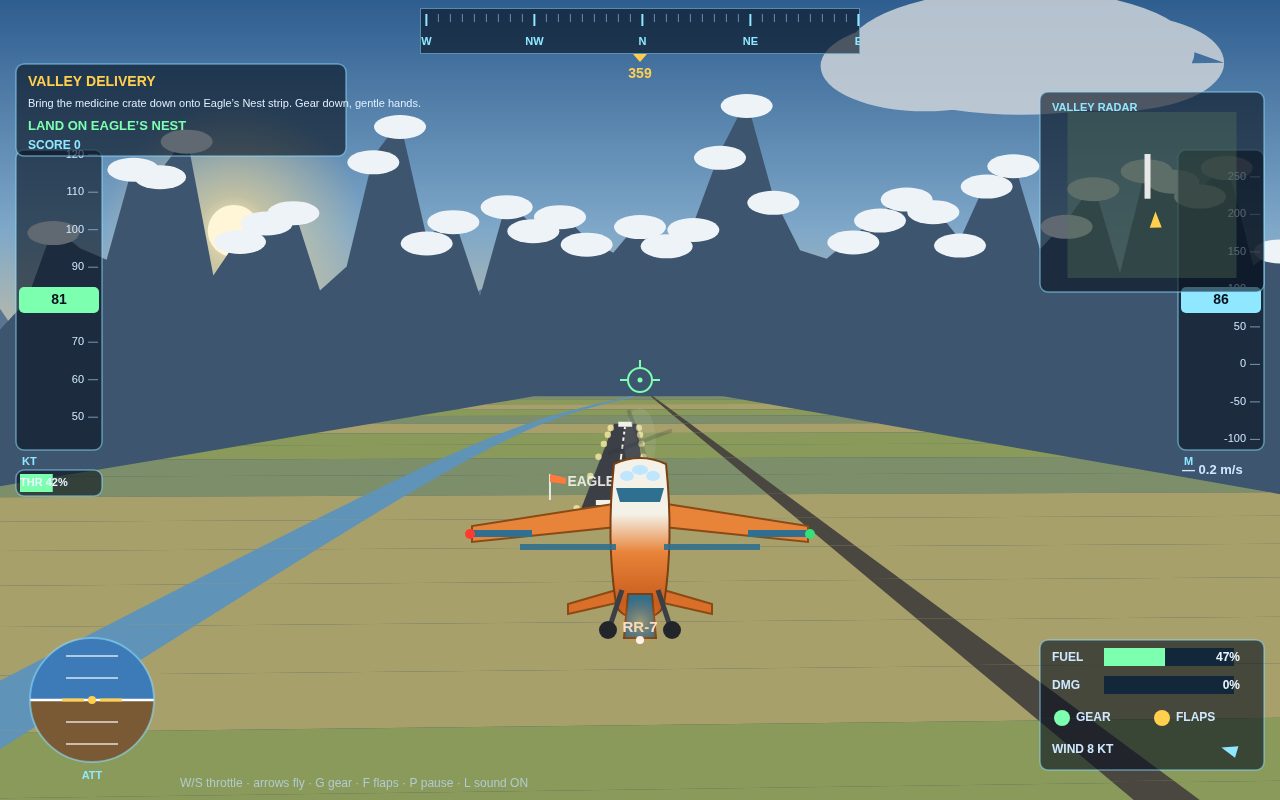 W NW N NE E
359
VALLEY DELIVERY
Bring the medicine crate down onto Eagle's Nest strip. Gear down, gentle hands.
LAND ON EAGLE'S NEST
SCORE 0
120
110
100
90
81
70
60
50
KT
THR 42%
VALLEY RADAR
250
200
150
100
86
50
0
-50
-100
M
— 0.2 m/s
EAGLE
RR-7
ATT
FUEL 47%
DMG 0%
GEAR FLAPS
WIND 8 KT
W/S throttle · arrows fly · G gear · F flaps · P pause · L sound ON